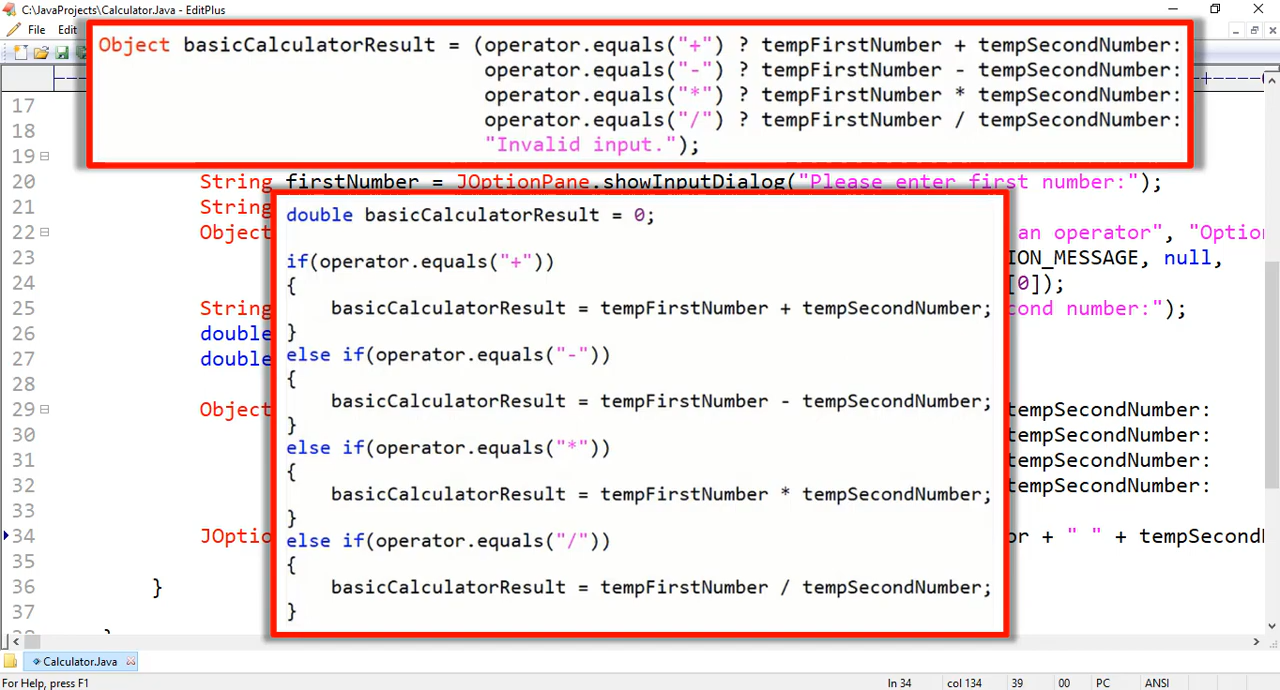 C:\JavaProjects\Calculator.Java - EditPlus
File Edit
Object basicCalculatorResult = (operator.equals("+") ? tempFirstNumber + tempSecondNumber:
operator.equals("-") ? tempFirstNumber - tempSecondNumber:
operator.equals("*") ? tempFirstNumber * tempSecondNumber:
operator.equals("/") ? tempFirstNumber / tempSecondNumber:
"Invalid input.");
17
18
19
20 String firstNumber = JOptionPane.showInputDialog("Please enter first number:");
21 String
22 Object an operator", "Option
23 ION_MESSAGE, null,
24 [0]);
25 String cond number:");
26 double
27 double
28
29 Object tempSecondNumber:
30 tempSecondNumber:
31 tempSecondNumber:
32 tempSecondNumber:
33
34 JOptio or + " " + tempSecondN
35
36 }
37
double basicCalculatorResult = 0;
if(operator.equals("+"))
{
basicCalculatorResult = tempFirstNumber + tempSecondNumber;
}
else if(operator.equals("-"))
{
basicCalculatorResult = tempFirstNumber - tempSecondNumber;
}
else if(operator.equals("*"))
{
basicCalculatorResult = tempFirstNumber * tempSecondNumber;
}
else if(operator.equals("/"))
{
basicCalculatorResult = tempFirstNumber / tempSecondNumber;
}
Calculator.Java
For Help, press F1 ln 34 col 134 39 00 PC ANSI